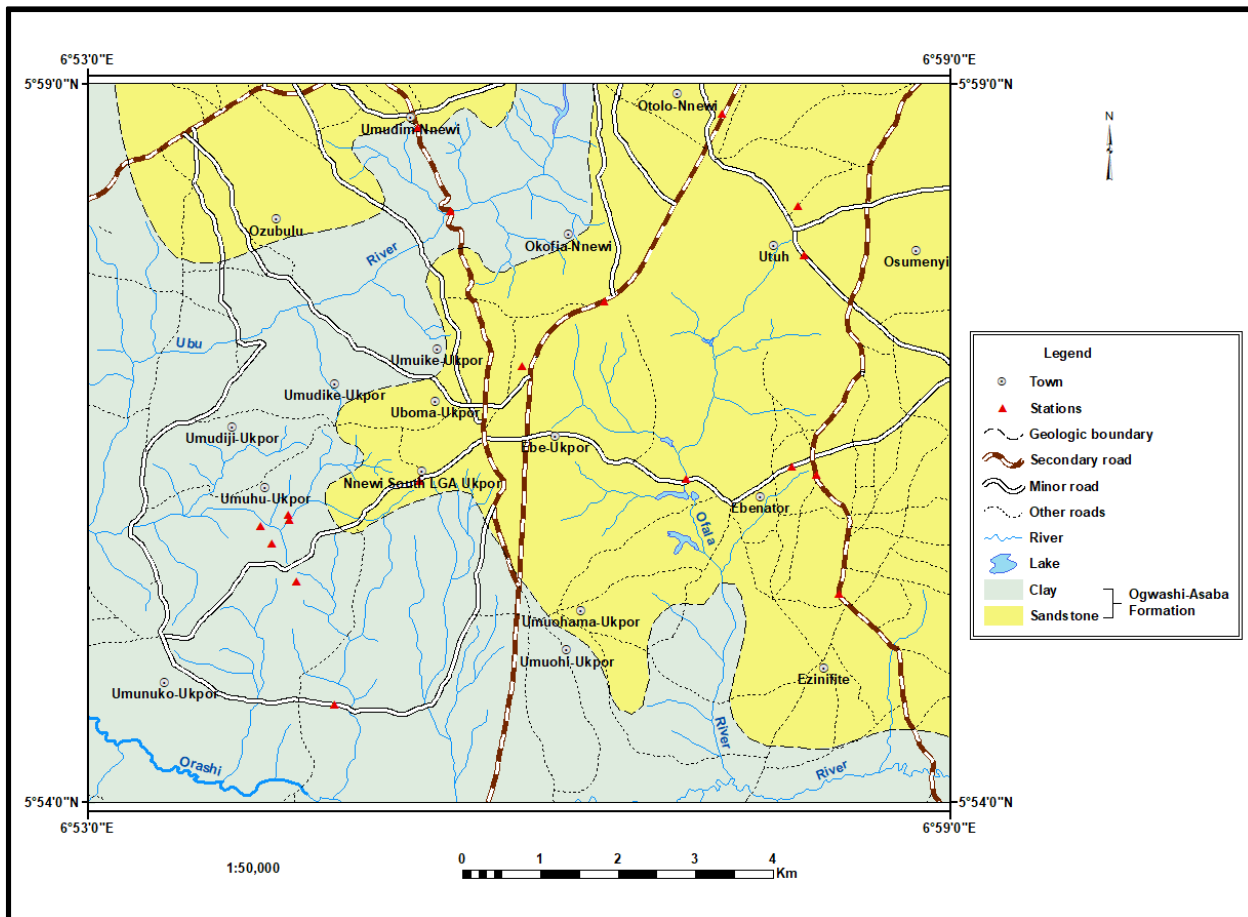 6°53'0"E
6°59'0"E
5°59'0"N
5°59'0"N
Otolo-Nnewi
N
Umudim-Nnewi
Ozubulu
Okofia-Nnewi
River
Utuh
Osumenyi
Ubu
Umuike-Ukpor
Umudike-Ukpor
Uboma-Ukpor
Umudiji-Ukpor
Ebe-Ukpor
Nnewi South LGA Ukpor
Umuhu-Ukpor
Ebenator
Ofala
Umuohama-Ukpor
Umuohi-Ukpor
Ezinifite
Umunuko-Ukpor
River
Orashi
River
5°54'0"N
5°54'0"N
6°53'0"E
6°59'0"E
Legend
Town
Stations
Geologic boundary
Secondary road
Minor road
Other roads
River
Lake
Clay
Sandstone
Ogwashi-Asaba
Formation
1:50,000
0 1 2 3 4
Km